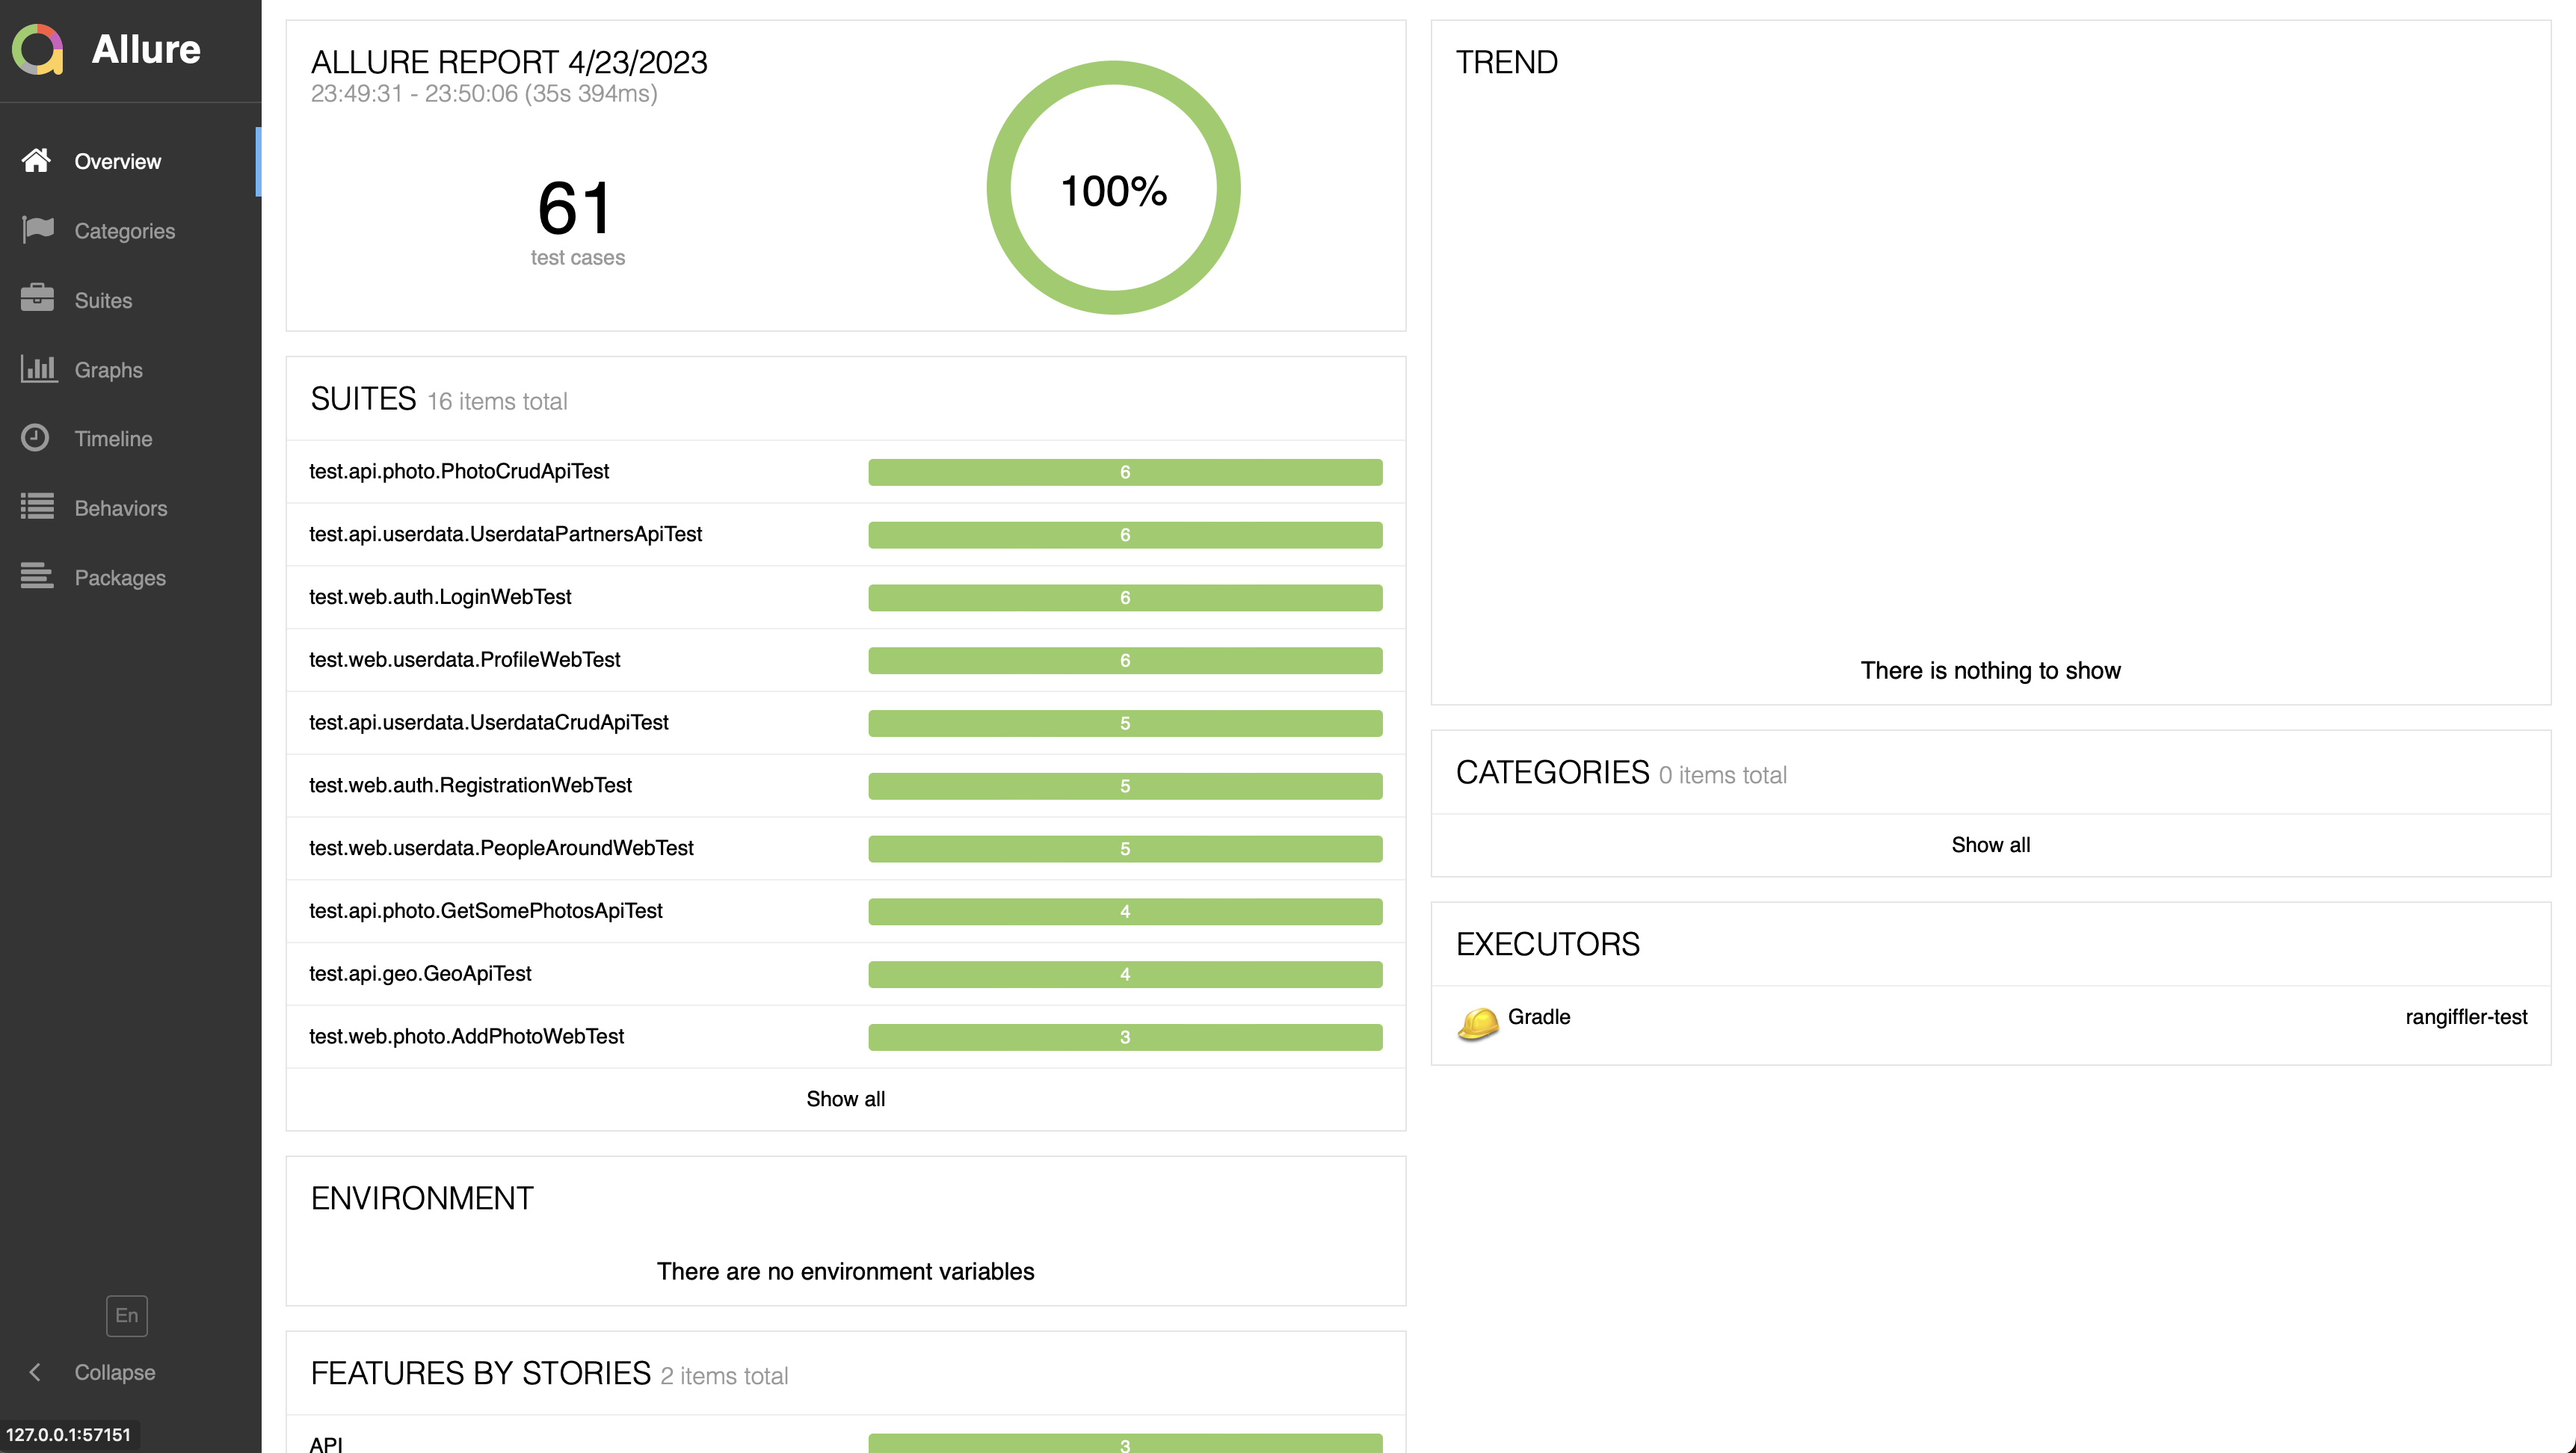 Allure
Overview
Categories
Suites
Graphs
Timeline
Behaviors
Packages
En
Collapse
127.0.0.1:57151
ALLURE REPORT 4/23/2023
23:49:31 - 23:50:06 (35s 394ms)
61
test cases
100%
SUITES 16 items total
test.api.photo.PhotoCrudApiTest 6
test.api.userdata.UserdataPartnersApiTest 6
test.web.auth.LoginWebTest 6
test.web.userdata.ProfileWebTest 6
test.api.userdata.UserdataCrudApiTest 5
test.web.auth.RegistrationWebTest 5
test.web.userdata.PeopleAroundWebTest 5
test.api.photo.GetSomePhotosApiTest 4
test.api.geo.GeoApiTest 4
test.web.photo.AddPhotoWebTest 3
Show all
ENVIRONMENT
There are no environment variables
FEATURES BY STORIES 2 items total
API 3
TREND
There is nothing to show
CATEGORIES 0 items total
Show all
EXECUTORS
Gradle rangiffler-test